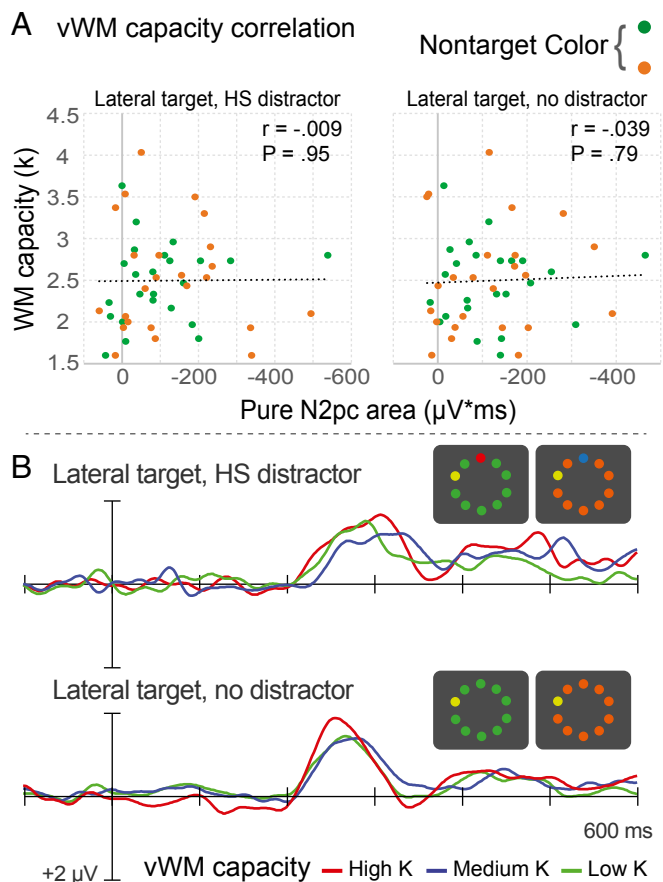 A vWM capacity correlation
Nontarget Color {
Lateral target, HS distractor
r = -.009
P = .95
Lateral target, no distractor
r = -.039
P = .79
WM capacity (k)
4.5
4
3.5
3
2.5
2
1.5
0 -200 -400 -600
0 -200 -400
Pure N2pc area (µV*ms)
B
Lateral target, HS distractor
Lateral target, no distractor
600 ms
+2 µV
vWM capacity High K Medium K Low K